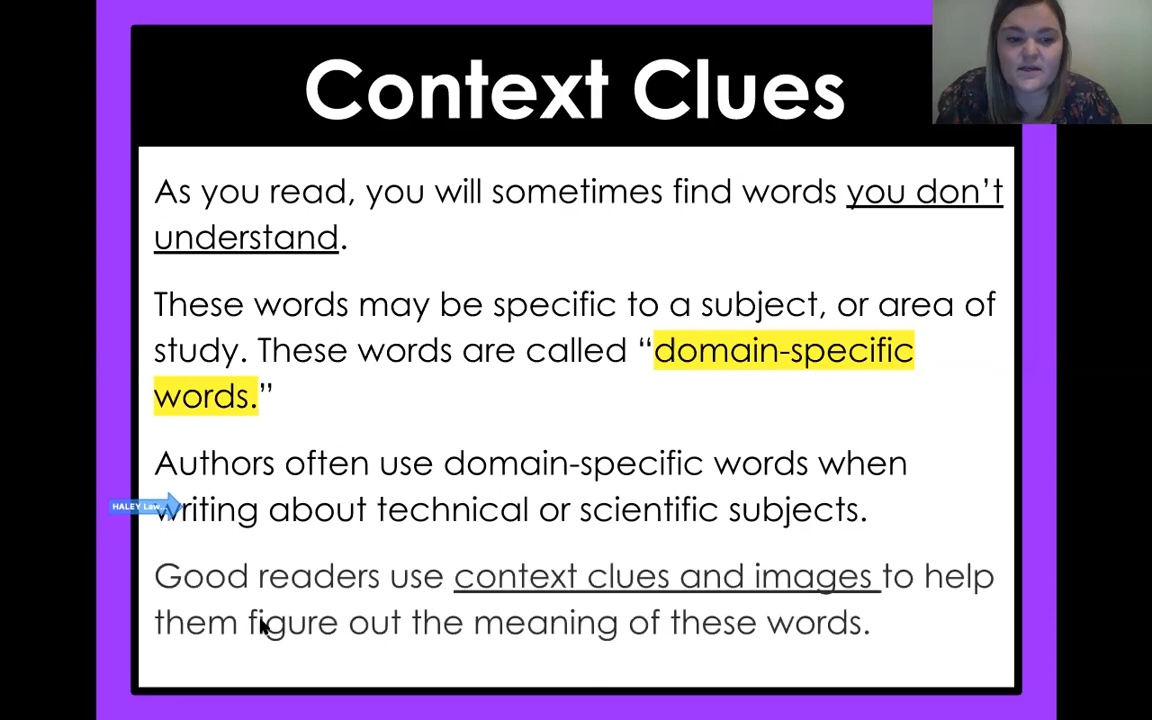 Context Clues
As you read, you will sometimes find words you don't
understand.
These words may be specific to a subject, or area of
study. These words are called “domain-specific
words.”
Authors often use domain-specific words when
HALEY Law...
writing about technical or scientific subjects.
Good readers use context clues and images to help
them figure out the meaning of these words.